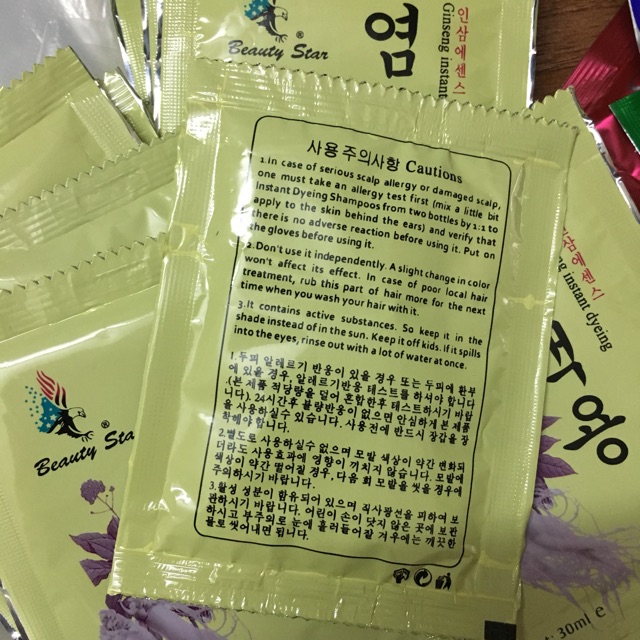 Beauty Star
®
염
인삼에센스
Ginseng instant
사용주의사항 Cautions
1.In case of serious scalp allergy or damaged scalp,
one must take an allergy test first (mix a little bit
Instant Dyeing Shampoos from two bottles by 1:1 to
apply to the skin behind the ears) and verify that
there is no adverse reaction before using it. Put on
the gloves before using it.
2.Don't use it independently. A slight change in color
won't affect its effect. In case of poor local hair
treatment, rub this part of hair more for the next
time when you wash your hair with it.
3.It contains active substances. So keep it in the
shade instead of in the sun. Keep it off kids. If it spills
into the eyes, rinse out with a lot of water at once.
1.두피 알레르기 반응이 있을 경우 또는 두피에 환부
에 있을 경우, 알레르기반응 테스트를 하셔야 합니다
.(본 제품 적당량을 덜어 혼합한후 테스트하시기 바랍
니다). 24시간후 불량반응이 없으면 안심하게 본 제품
을 사용하실수 있습니다. 사용전에 반드시 장갑을 장
착해야합니다.
2.별도로 사용하실수 없으며 모발 색상이 약간 변화되
더라도 사용효과에 영향이 끼치지 않습니다. 모발에
색상이 약간 떨어질 경우, 다음 회 모발을 씻을 경우에
주의하시기 바랍니다.
3.활성 성분이 함유되어 있으며 직사광선을 피하여 보
관하시기 바랍니다. 어린이 손이 닿지 않은 곳에 보관
하시고 부주의로 눈에 흘러들어갈 겨우에는 깨끗한
물로 씻어내면 됩니다.
인삼에센스
instant dyeing
Beauty Star
®
30ml e